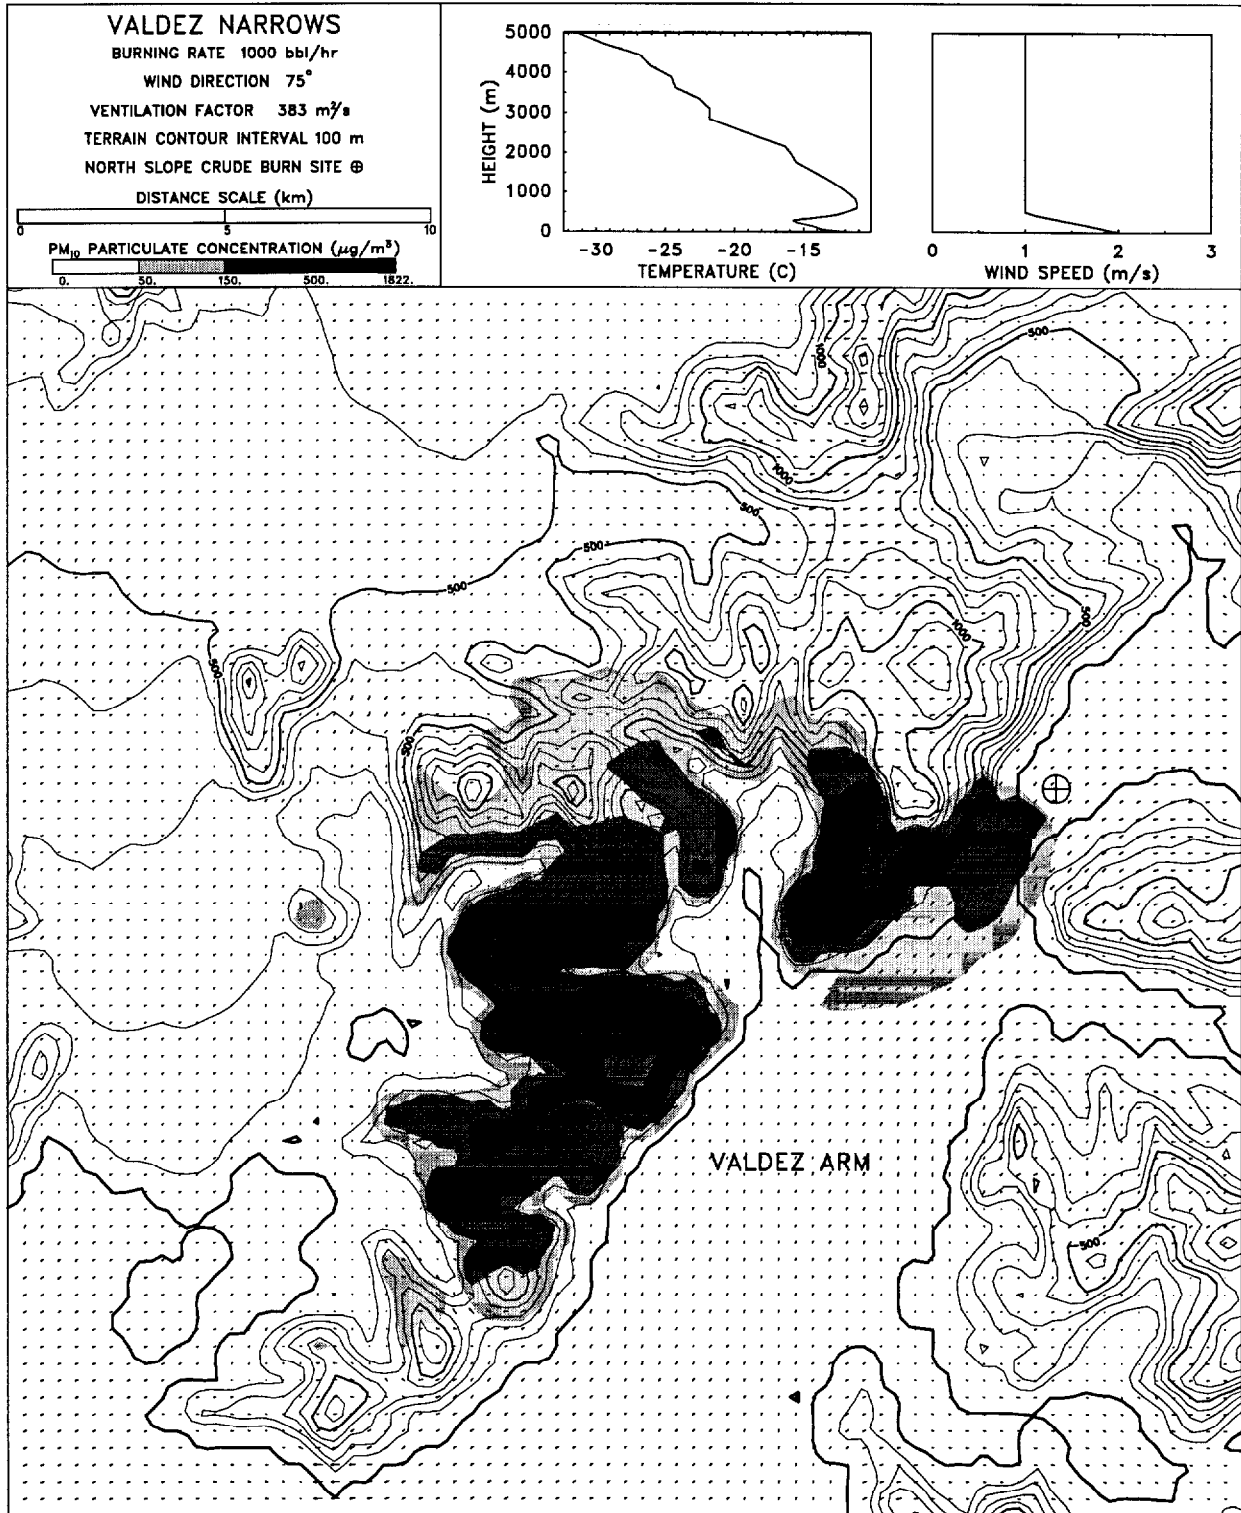 VALDEZ NARROWS
BURNING RATE 1000 bbl/hr
WIND DIRECTION 75°
VENTILATION FACTOR 383 m²/s
TERRAIN CONTOUR INTERVAL 100 m
NORTH SLOPE CRUDE BURN SITE ⊕
DISTANCE SCALE (km)
0 5 10
PM₁₀ PARTICULATE CONCENTRATION (μg/m³)
0. 50. 150. 500. 1822.
5000
4000
3000
2000
1000
0
HEIGHT (m)
-30 -25 -20 -15
TEMPERATURE (C)
0 1 2 3
WIND SPEED (m/s)
500
1000
1000
500
500
500
500
1000
500
500
VALDEZ ARM
500